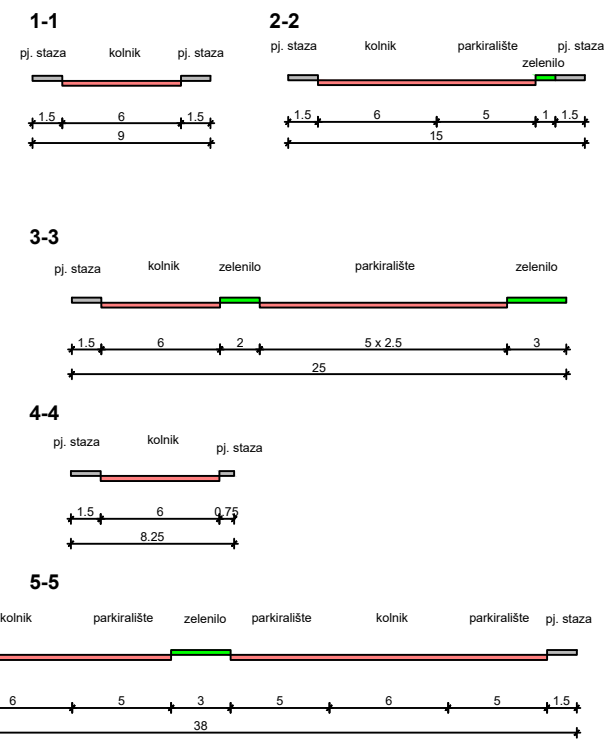 1-1
pj. staza kolnik pj. staza
1.5 6 1.5
9
2-2
pj. staza kolnik parkiralište pj. staza
zelenilo
1.5 6 5 1 1.5
15
3-3
pj. staza kolnik zelenilo parkiralište zelenilo
1.5 6 2 5 x 2.5 3
25
4-4
pj. staza kolnik pj. staza
1.5 6 0.75
8.25
5-5
kolnik parkiralište zelenilo parkiralište kolnik parkiralište pj. staza
6 5 3 5 6 5 1.5
38